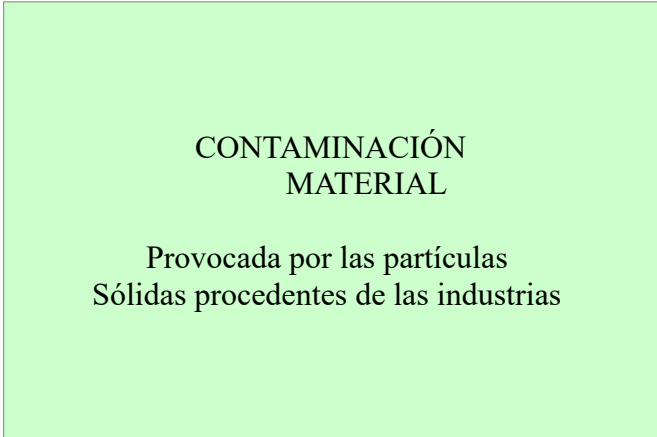 CONTAMINACIÓN
MATERIAL
Provocada por las partículas
Sólidas procedentes de las industrias